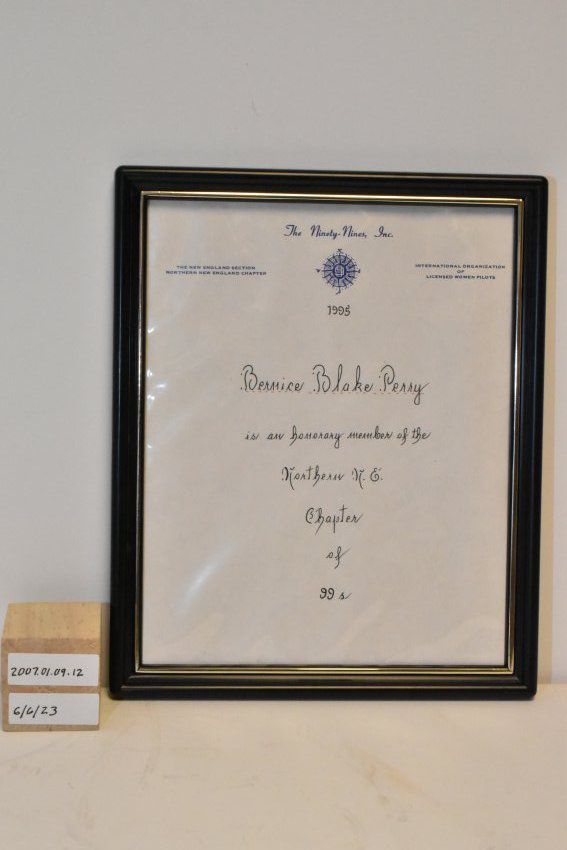 The Ninety-Nines, Inc.
THE NEW ENGLAND SECTION
NORTHERN NEW ENGLAND CHAPTER
INTERNATIONAL ORGANIZATION
OF
LICENSED WOMEN PILOTS
1995
Bernice Blake Perry
is an honorary member of the
Northern N.E.
Chapter
of
99s
2007.01.09.12
6/6/23